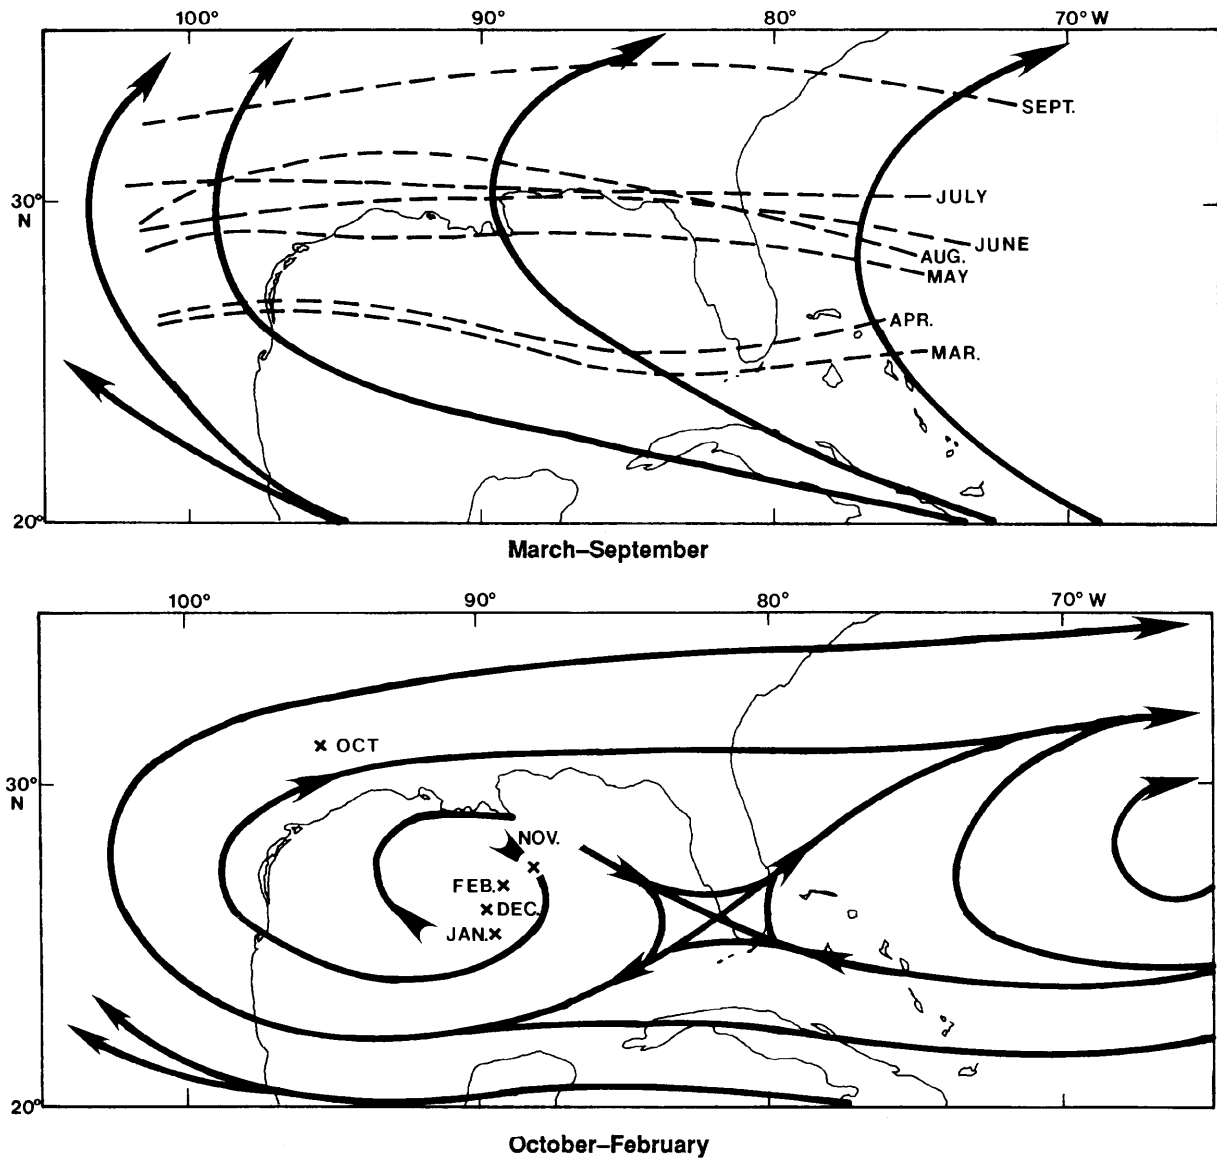 100° 90° 80° 70° W
SEPT.
30°
N
JULY
JUNE
AUG.
MAY
APR.
MAR.
20°
March–September
100° 90° 80° 70° W
OCT
30°
N
NOV.
FEB.
DEC.
JAN.
20°
October–February